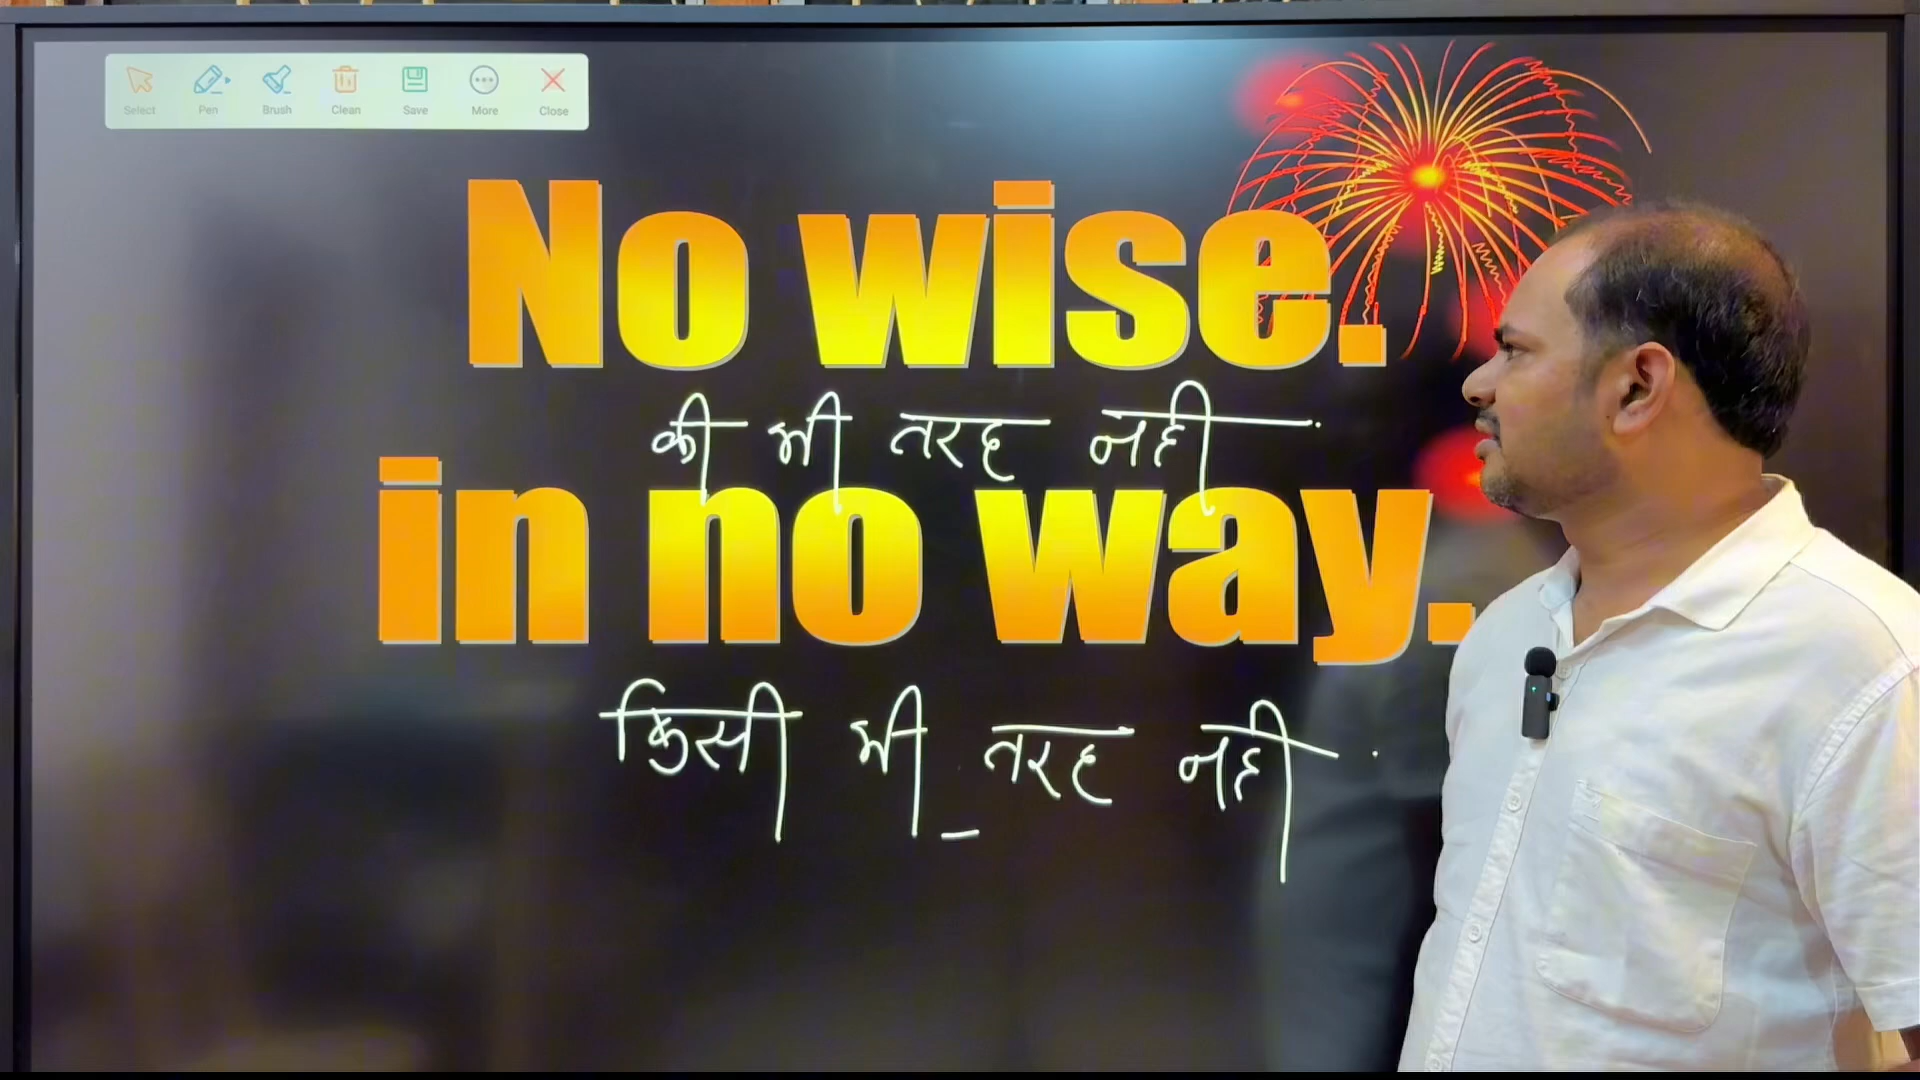 Select Pen Brush Clean Save More Close
No wise.
की भी तरह नही
in no way.
किसी भी तरह नही